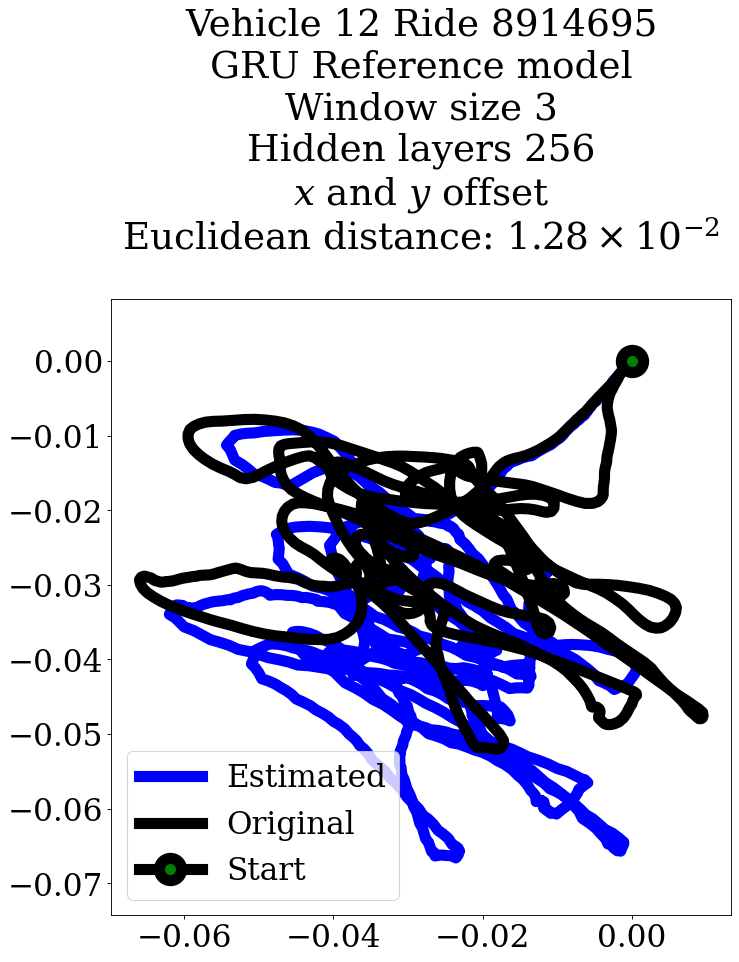 Vehicle 12 Ride 8914695
GRU Reference model
Window size 3
Hidden layers 256
x and y offset
Euclidean distance: 1.28 × 10⁻²
0.00
−0.01
−0.02
−0.03
−0.04
−0.05
−0.06
−0.07
Estimated
Original
Start
−0.06 −0.04 −0.02 0.00